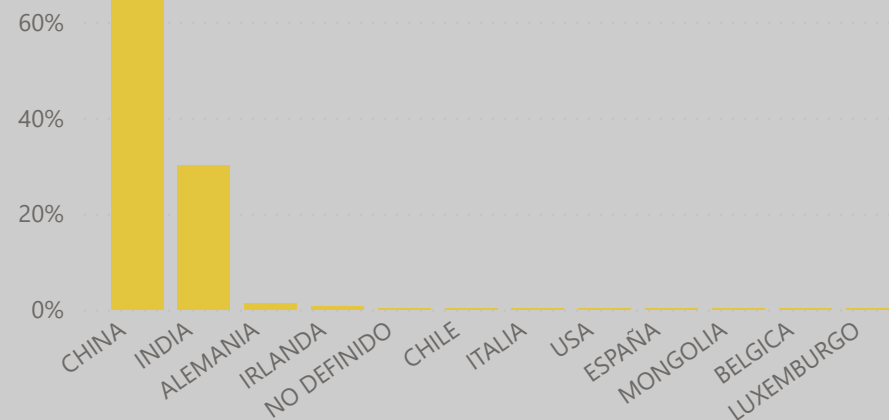 60%
40%
20%
0%
CHINA
INDIA
ALEMANIA
IRLANDA
NO DEFINIDO
CHILE
ITALIA
USA
ESPAÑA
MONGOLIA
BELGICA
LUXEMBURGO